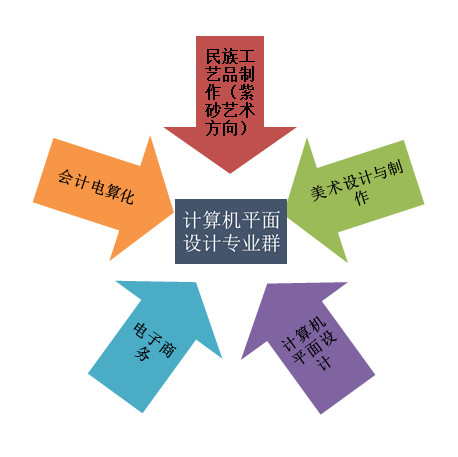 民族工
艺品制
作（紫
砂艺术
方向）
会计电算化
美术设计与制
作
计算机平面
设计专业群
电子商
务
计算机
平面设
计